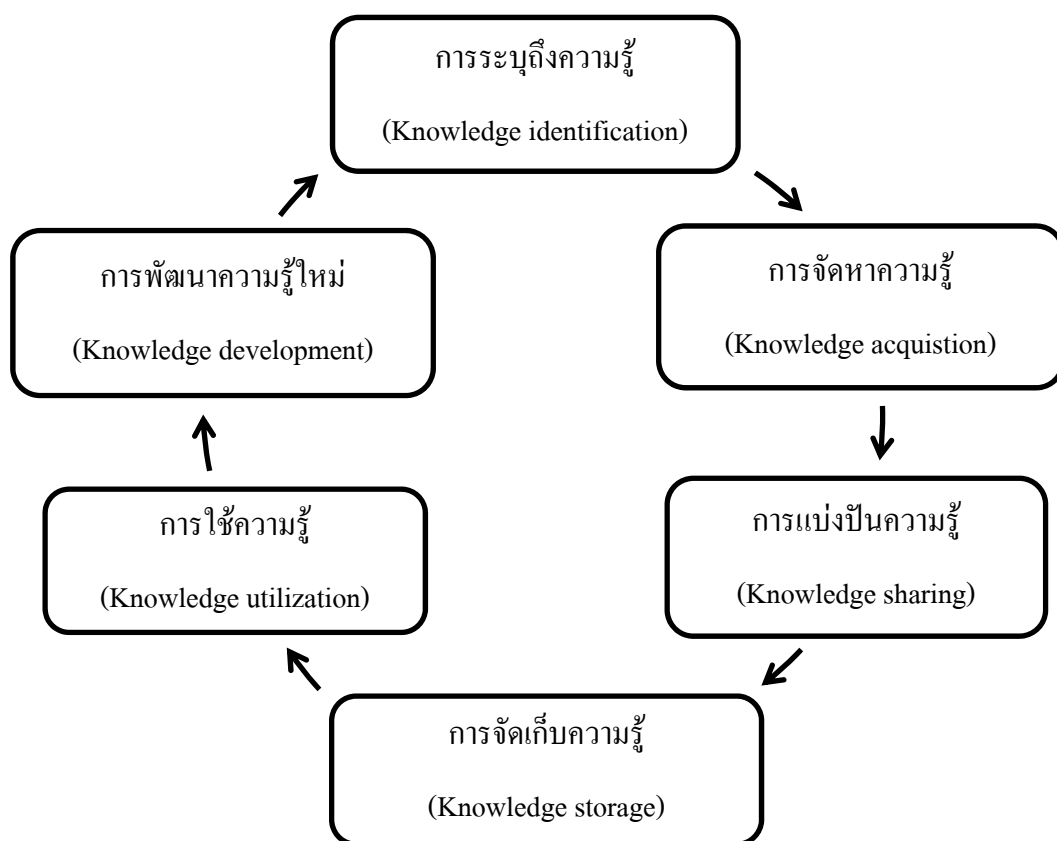 การระบุถึงความรู้
(Knowledge identification)
การจัดหาความรู้
(Knowledge acquistion)
การแบ่งปันความรู้
(Knowledge sharing)
การจัดเก็บความรู้
(Knowledge storage)
การใช้ความรู้
(Knowledge utilization)
การพัฒนาความรู้ใหม่
(Knowledge development)